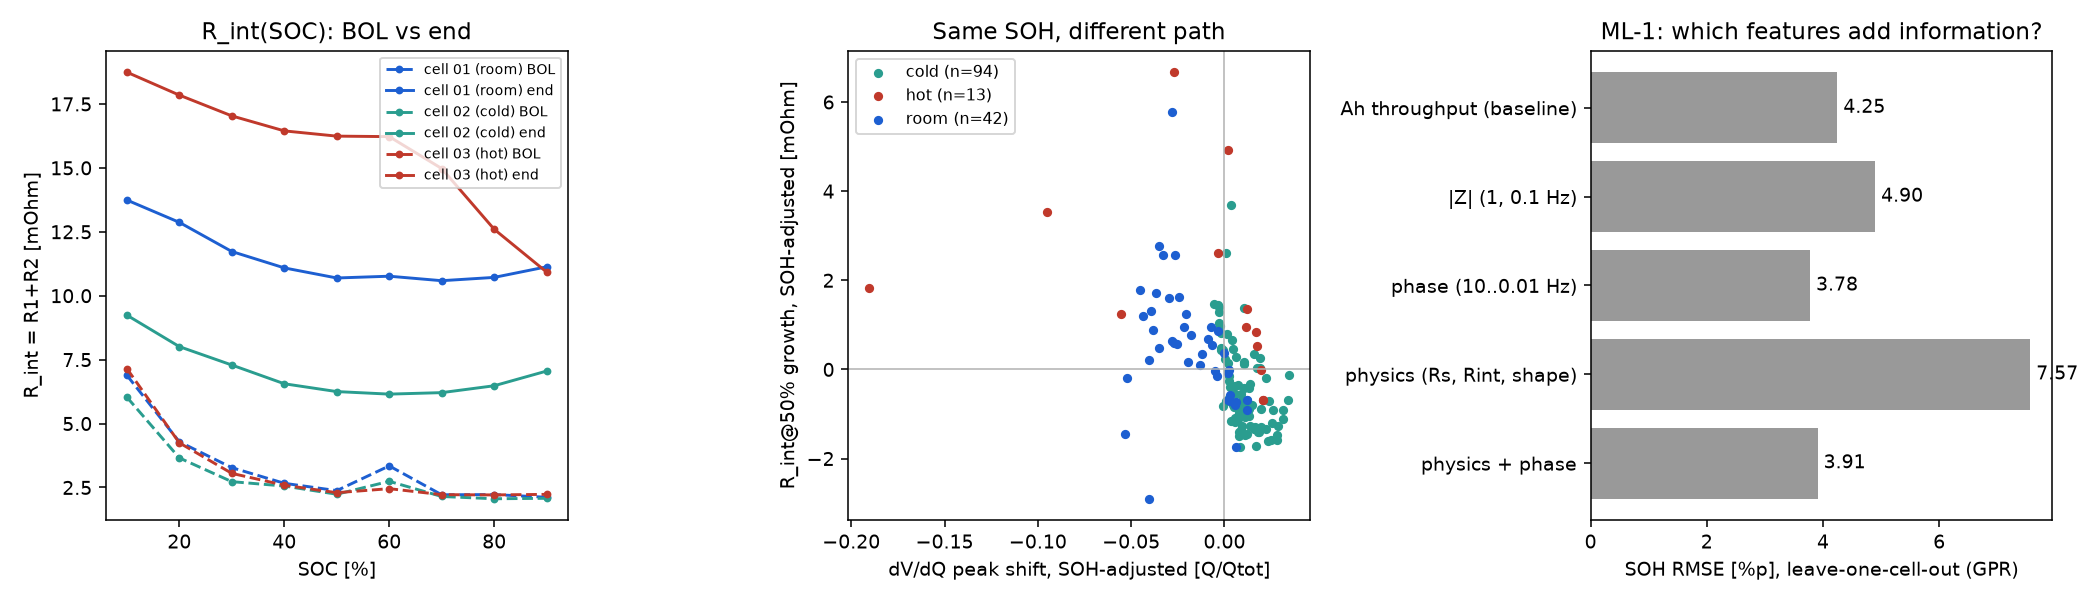 R_int(SOC): BOL vs end
R_int = R1+R2 [mOhm]
17.5
15.0
12.5
10.0
7.5
5.0
2.5
20
40
60
80
SOC [%]
cell 01 (room) BOL
cell 01 (room) end
cell 02 (cold) BOL
cell 02 (cold) end
cell 03 (hot) BOL
cell 03 (hot) end
Same SOH, different path
R_int@50% growth, SOH-adjusted [mOhm]
6
4
2
0
−2
−0.20
−0.15
−0.10
−0.05
0.00
dV/dQ peak shift, SOH-adjusted [Q/Qtot]
cold (n=94)
hot (n=13)
room (n=42)
ML-1: which features add information?
Ah throughput (baseline)
4.25
|Z| (1, 0.1 Hz)
4.90
phase (10..0.01 Hz)
3.78
physics (Rs, Rint, shape)
7.57
physics + phase
3.91
0
2
4
6
SOH RMSE [%p], leave-one-cell-out (GPR)